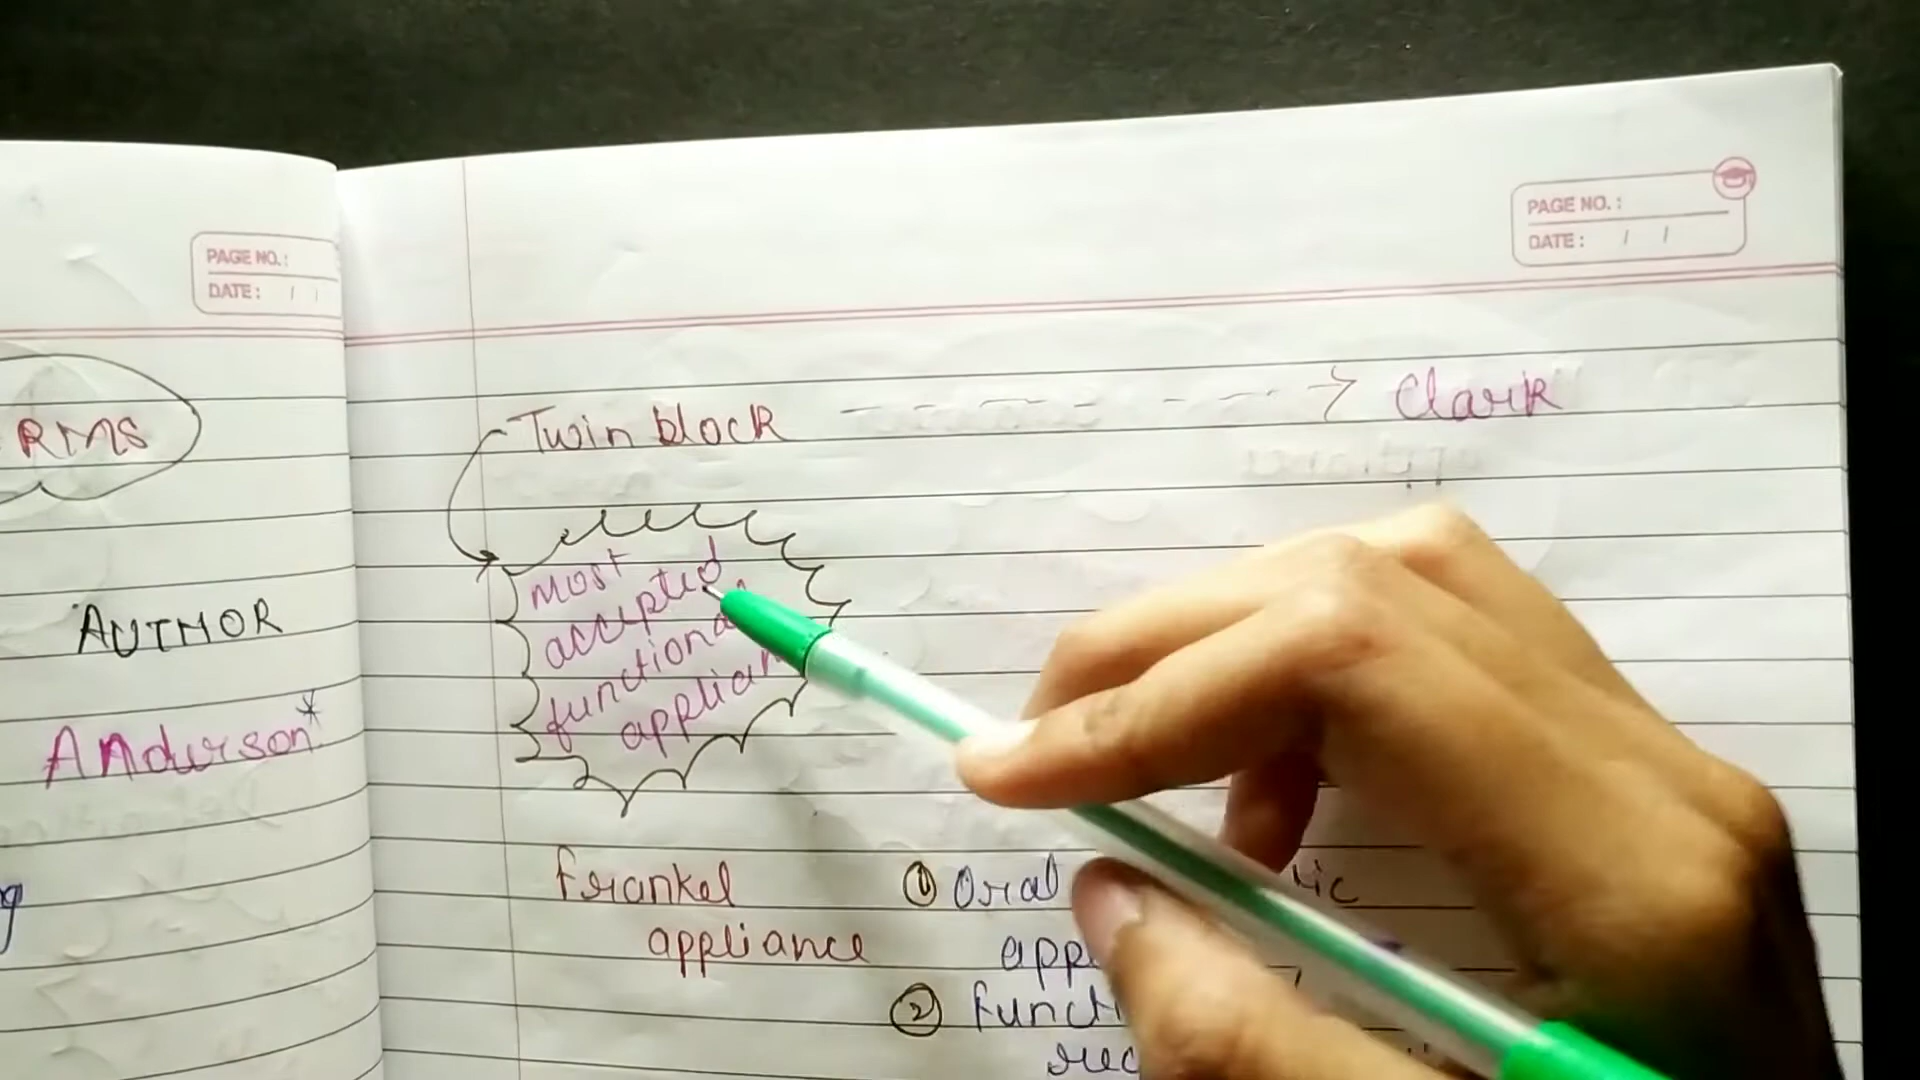 PAGE NO.:
DATE: / /
RMS
AUTHOR
Anderson*
PAGE NO. :
DATE : / /
Twin block -------> Clark
most
accepted
functional
applian
Frankel ① Oral
appliance
②